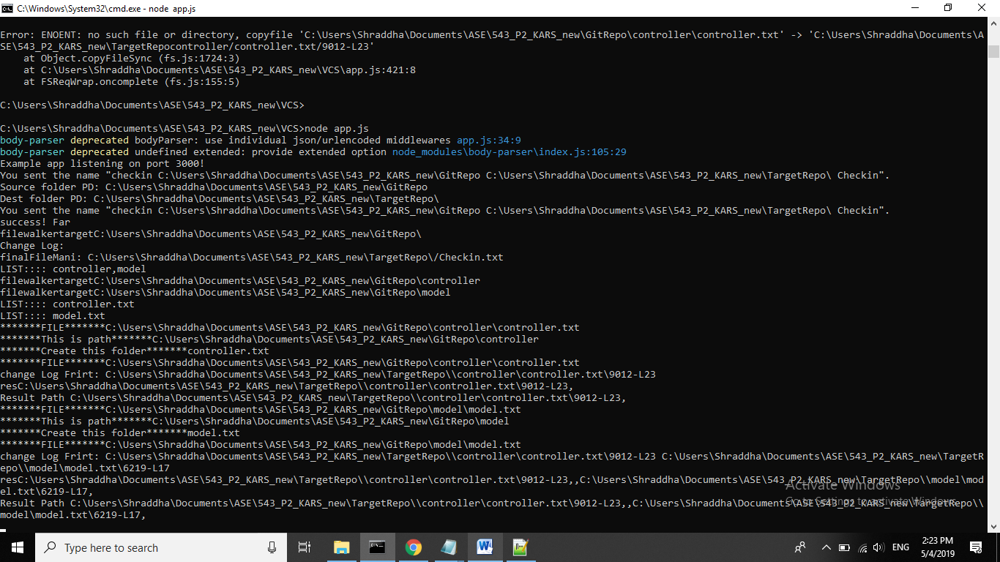 C:\Windows\System32\cmd.exe - node  app.js
Error: ENOENT: no such file or directory, copyfile 'C:\Users\Shraddha\Documents\ASE\543_P2_KARS_new\GitRepo\controller\controller.txt' -> 'C:\Users\Shraddha\Documents\A
SE\543_P2_KARS_new\TargetRepocontroller/controller.txt/9012-L23'
    at Object.copyFileSync (fs.js:1724:3)
    at C:\Users\Shraddha\Documents\ASE\543_P2_KARS_new\VCS\app.js:421:8
    at FSReqWrap.oncomplete (fs.js:155:5)
C:\Users\Shraddha\Documents\ASE\543_P2_KARS_new\VCS>
C:\Users\Shraddha\Documents\ASE\543_P2_KARS_new\VCS>node app.js
body-parser deprecated bodyParser: use individual json/urlencoded middlewares app.js:34:9
body-parser deprecated undefined extended: provide extended option node_modules\body-parser\index.js:105:29
Example app listening on port 3000!
You sent the name "checkin C:\Users\Shraddha\Documents\ASE\543_P2_KARS_new\GitRepo C:\Users\Shraddha\Documents\ASE\543_P2_KARS_new\TargetRepo\ Checkin".
Source folder PD: C:\Users\Shraddha\Documents\ASE\543_P2_KARS_new\GitRepo
Dest folder PD: C:\Users\Shraddha\Documents\ASE\543_P2_KARS_new\TargetRepo\
You sent the name "checkin C:\Users\Shraddha\Documents\ASE\543_P2_KARS_new\GitRepo C:\Users\Shraddha\Documents\ASE\543_P2_KARS_new\TargetRepo\ Checkin".
success! Far
filewalkertargetC:\Users\Shraddha\Documents\ASE\543_P2_KARS_new\GitRepo\
Change Log:
finalFileMani: C:\Users\Shraddha\Documents\ASE\543_P2_KARS_new\TargetRepo\/Checkin.txt
LIST:::: controller,model
filewalkertargetC:\Users\Shraddha\Documents\ASE\543_P2_KARS_new\GitRepo\controller
filewalkertargetC:\Users\Shraddha\Documents\ASE\543_P2_KARS_new\GitRepo\model
LIST:::: controller.txt
LIST:::: model.txt
*******FILE*******C:\Users\Shraddha\Documents\ASE\543_P2_KARS_new\GitRepo\controller\controller.txt
*******This is path*******C:\Users\Shraddha\Documents\ASE\543_P2_KARS_new\GitRepo\controller
*******Create this folder*******controller.txt
*******FILE*******C:\Users\Shraddha\Documents\ASE\543_P2_KARS_new\GitRepo\controller\controller.txt
change Log Frirt: C:\Users\Shraddha\Documents\ASE\543_P2_KARS_new\TargetRepo\\controller\controller.txt\9012-L23
resC:\Users\Shraddha\Documents\ASE\543_P2_KARS_new\TargetRepo\\controller\controller.txt\9012-L23,
Result Path C:\Users\Shraddha\Documents\ASE\543_P2_KARS_new\TargetRepo\\controller\controller.txt\9012-L23,
*******FILE*******C:\Users\Shraddha\Documents\ASE\543_P2_KARS_new\GitRepo\model\model.txt
*******This is path*******C:\Users\Shraddha\Documents\ASE\543_P2_KARS_new\GitRepo\model
*******Create this folder*******model.txt
*******FILE*******C:\Users\Shraddha\Documents\ASE\543_P2_KARS_new\GitRepo\model\model.txt
change Log Frirt: C:\Users\Shraddha\Documents\ASE\543_P2_KARS_new\TargetRepo\\controller\controller.txt\9012-L23 C:\Users\Shraddha\Documents\ASE\543_P2_KARS_new\TargetR
epo\\model\model.txt\6219-L17
resC:\Users\Shraddha\Documents\ASE\543_P2_KARS_new\TargetRepo\\controller\controller.txt\9012-L23,,C:\Users\Shraddha\Documents\ASE\543_P2_KARS_new\TargetRepo\\model\mod
el.txt\6219-L17,
Result Path C:\Users\Shraddha\Documents\ASE\543_P2_KARS_new\TargetRepo\\controller\controller.txt\9012-L23,,C:\Users\Shraddha\Documents\ASE\543_P2_KARS_new\TargetRepo\\
model\model.txt\6219-L17,
Activate Windows
Go to Settings to activate Windows.
Type here to search
ENG
2:23 PM
5/4/2019